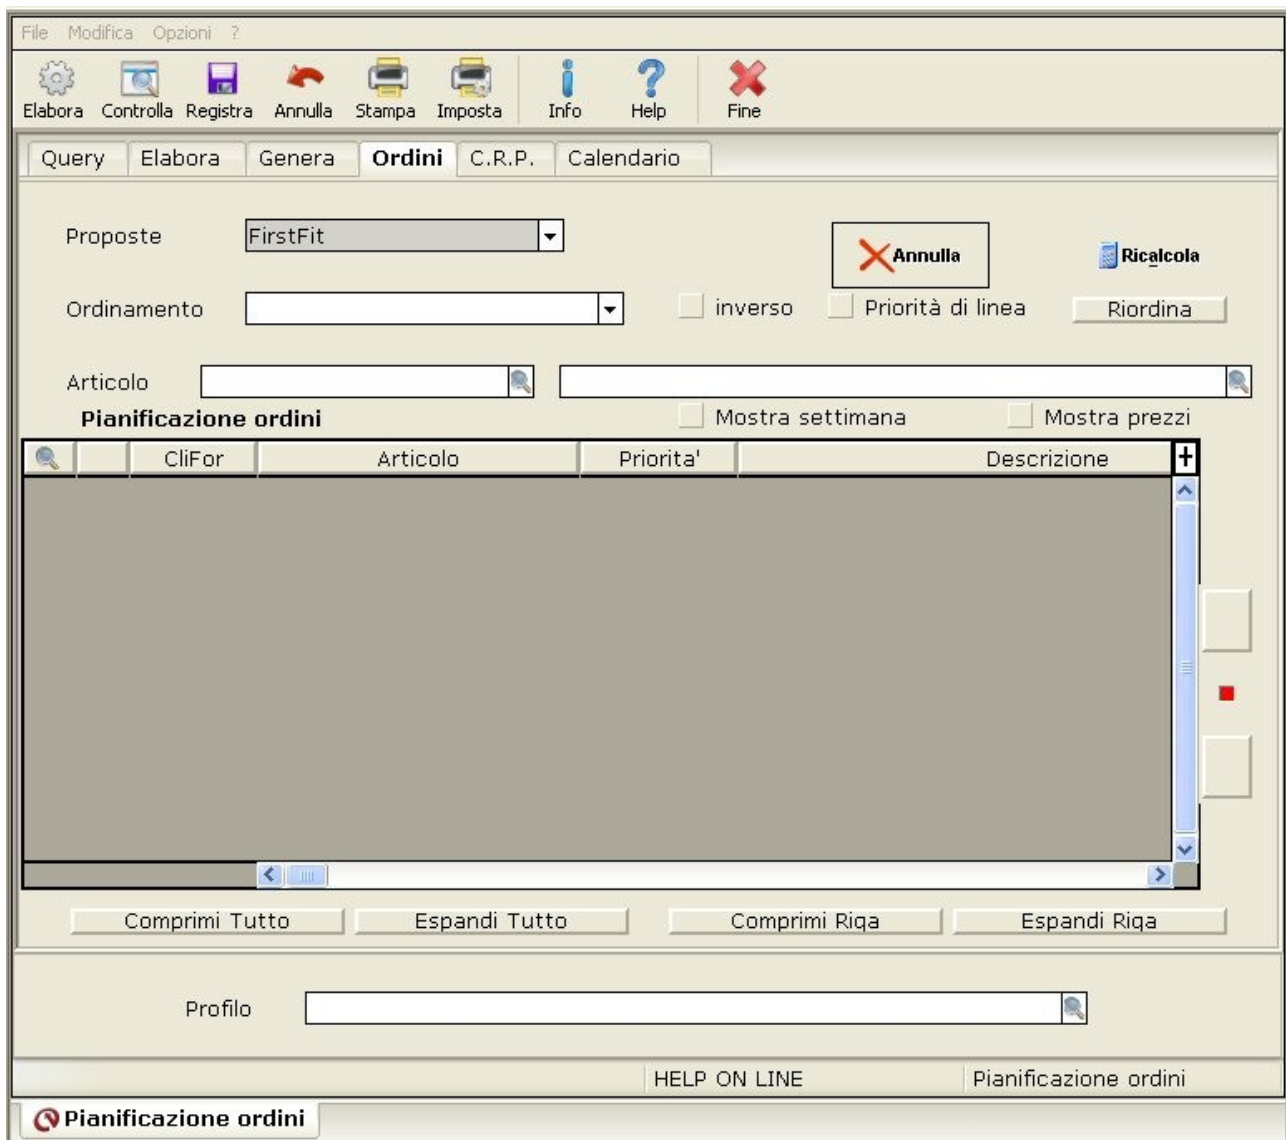 File Modifica Opzioni ?
Elabora Controlla Registra Annulla Stampa Imposta Info Help Fine
Query Elabora Genera Ordini C.R.P. Calendario
Proposte FirstFit Annulla Ricalcola
Ordinamento inverso Priorità di linea Riordina
Articolo
Pianificazione ordini Mostra settimana Mostra prezzi
CliFor Articolo Priorita' Descrizione +
Comprimi Tutto Espandi Tutto Comprimi Riga Espandi Riga
Profilo
HELP ON LINE Pianificazione ordini
Pianificazione ordini